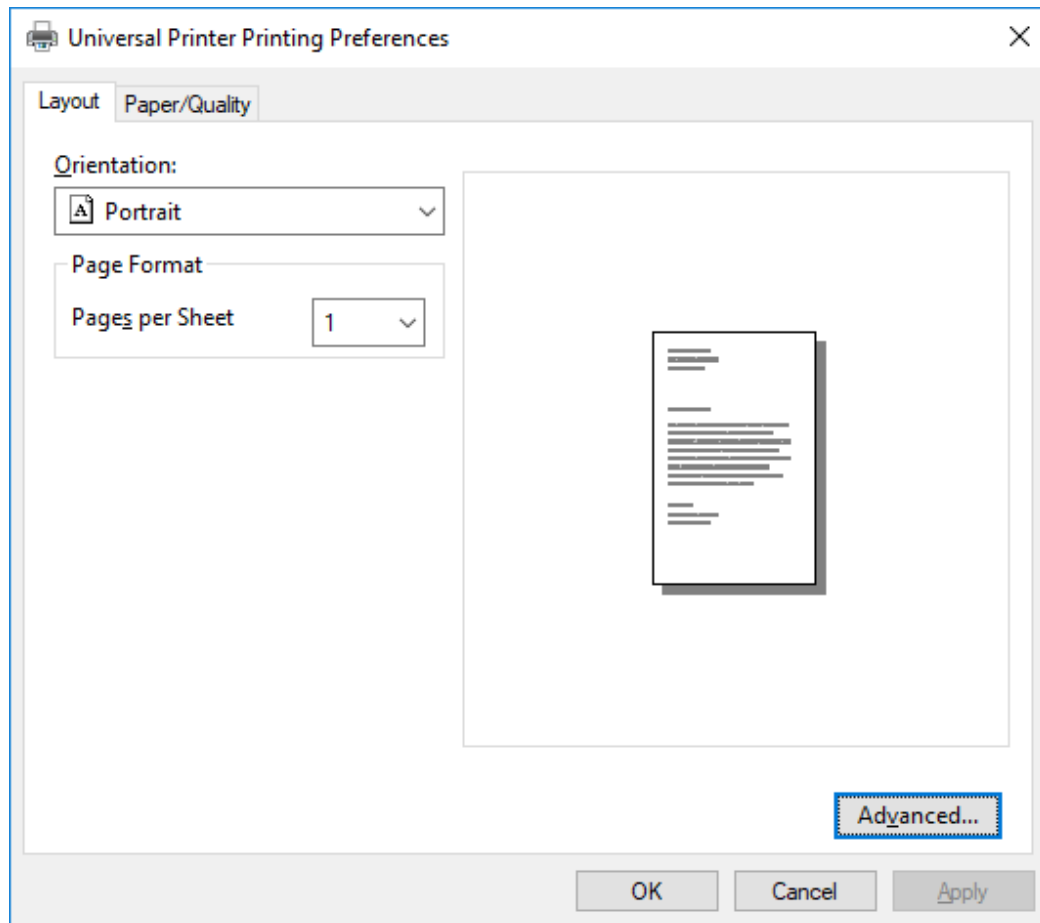 Universal Printer Printing Preferences
Layout Paper/Quality
Orientation:
A Portrait
Page Format
Pages per Sheet 1
Advanced...
OK Cancel Apply